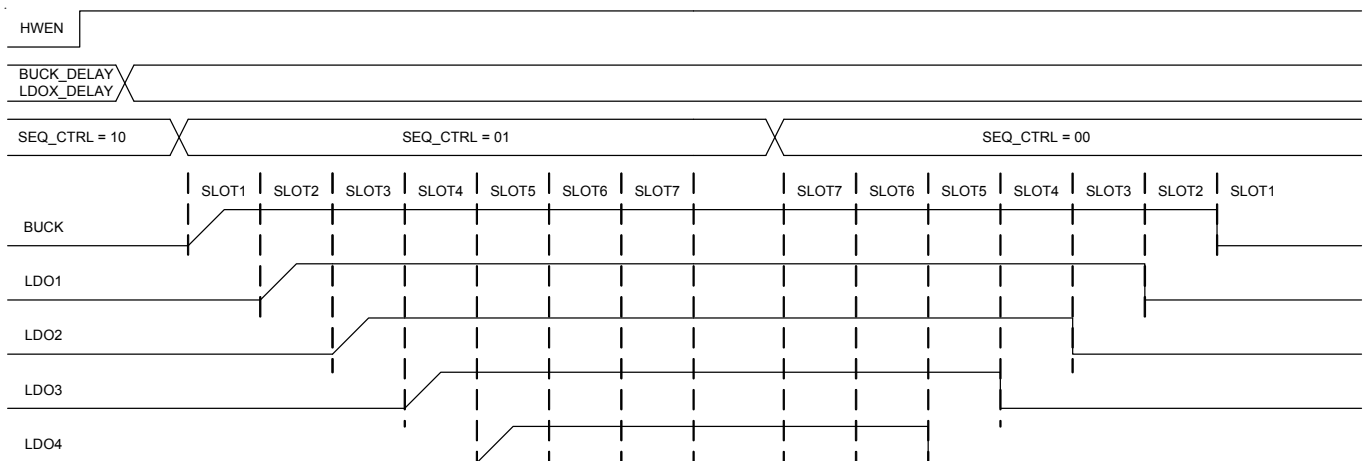 HWEN
BUCK_DELAY
LDOX_DELAY
SEQ_CTRL = 10 SEQ_CTRL = 01 SEQ_CTRL = 00
SLOT1 SLOT2 SLOT3 SLOT4 SLOT5 SLOT6 SLOT7 SLOT7 SLOT6 SLOT5 SLOT4 SLOT3 SLOT2 SLOT1
BUCK
LDO1
LDO2
LDO3
LDO4